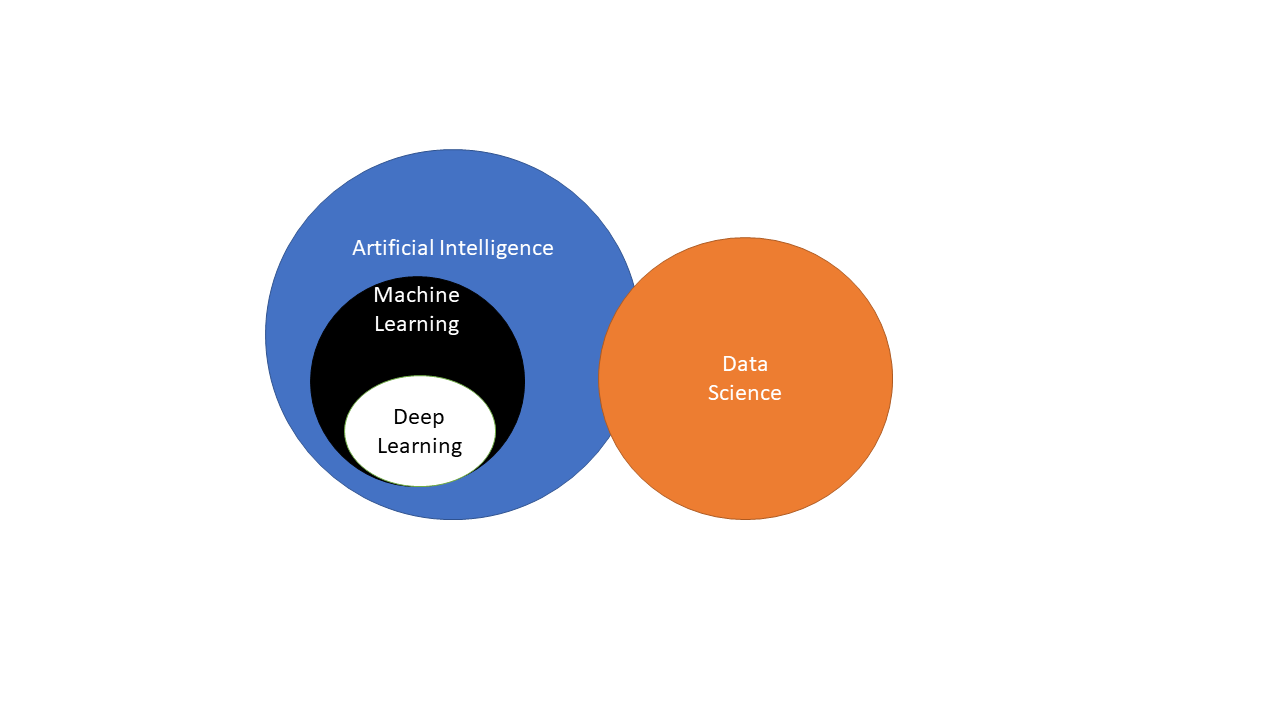 Artificial Intelligence
Machine
Learning
Deep
Learning
Data
Science